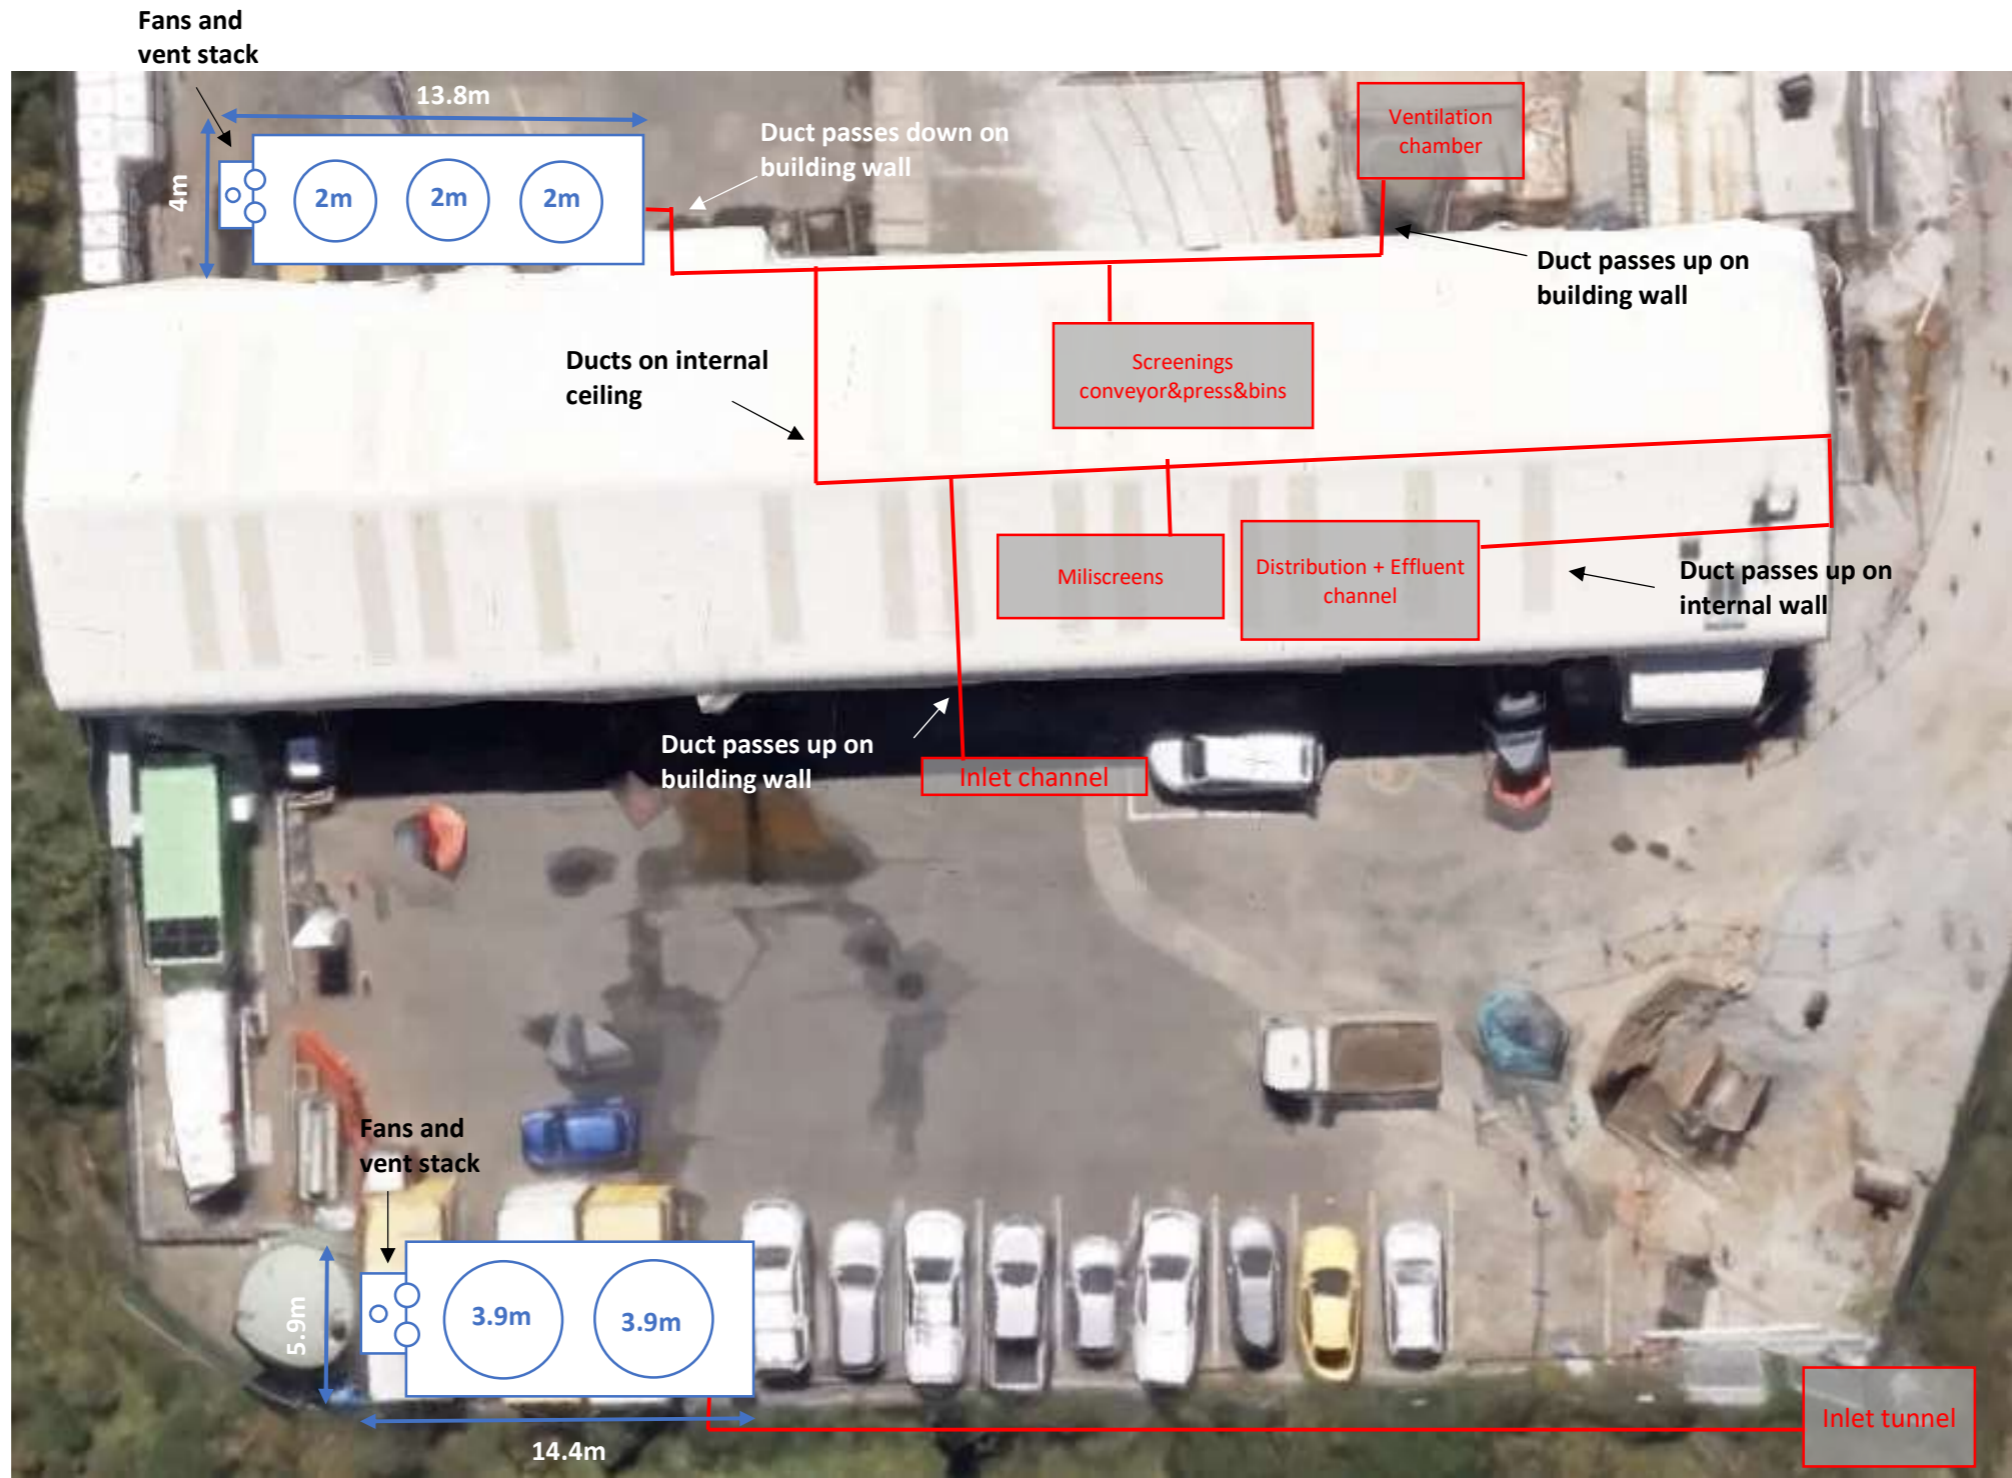 Fans and
vent stack
13.8m
4m
2m
2m
2m
Duct passes down on
building wall
Ventilation
chamber
Duct passes up on
building wall
Ducts on internal
ceiling
Screenings
conveyor&press&bins
Miliscreens
Distribution + Effluent
channel
Duct passes up on
internal wall
Duct passes up on
building wall
Inlet channel
Fans and
vent stack
5.9m
3.9m
3.9m
14.4m
Inlet tunnel